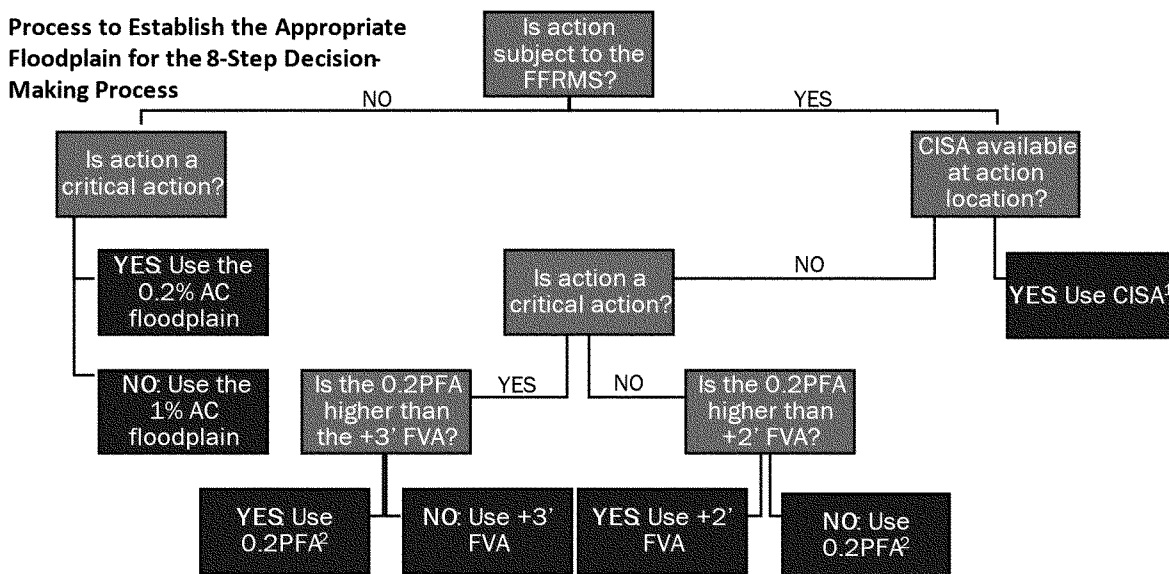 Process to Establish the Appropriate
Floodplain for the 8-Step Decision-
Making Process
Is action
subject to the
FFRMS?
NO
YES
Is action a
critical action?
CISA available
at action
location?
YES: Use the
0.2% AC
floodplain
NO: Use the
1% AC
floodplain
Is action a
critical action?
NO
YES: Use CISA¹
Is the 0.2PFA
higher than
the +3' FVA?
YES
NO
Is the 0.2PFA
higher than
+2' FVA?
YES: Use
0.2PFA²
NO: Use +3'
FVA
YES: Use +2'
FVA
NO: Use
0.2PFA²